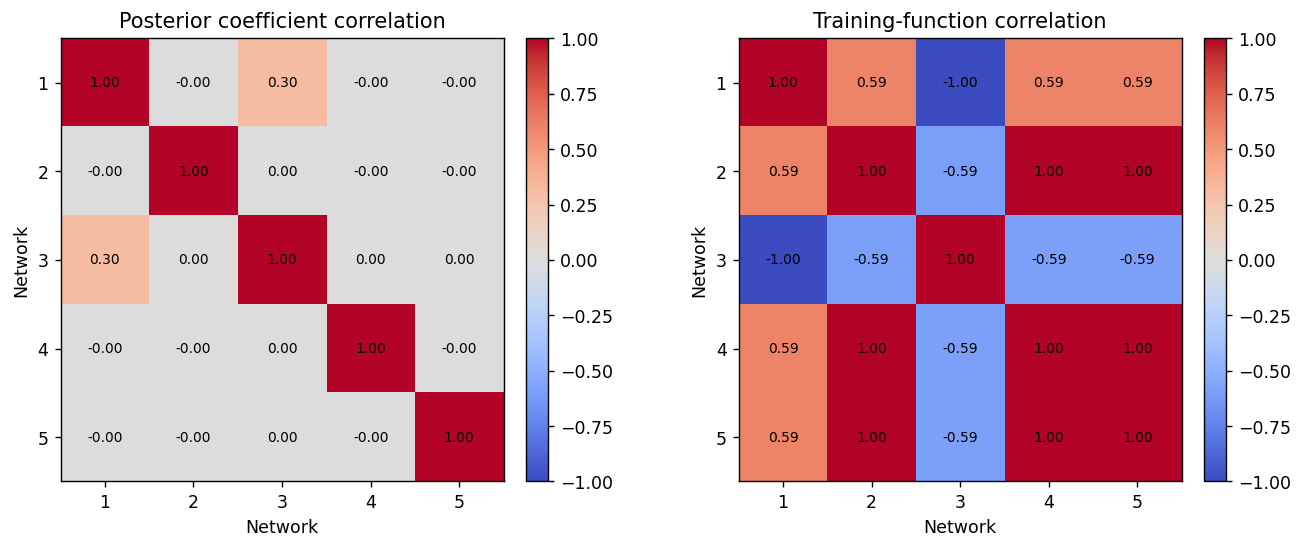 Posterior coefficient correlation
1 1.00 -0.00 0.30 -0.00 -0.00
2 -0.00 1.00 0.00 -0.00 -0.00
3 0.30 0.00 1.00 0.00 0.00
4 -0.00 -0.00 0.00 1.00 -0.00
5 -0.00 -0.00 0.00 -0.00 1.00
1 2 3 4 5
Network
Network
1.00
0.75
0.50
0.25
0.00
−0.25
−0.50
−0.75
−1.00
Training-function correlation
1 1.00 0.59 -1.00 0.59 0.59
2 0.59 1.00 -0.59 1.00 1.00
3 -1.00 -0.59 1.00 -0.59 -0.59
4 0.59 1.00 -0.59 1.00 1.00
5 0.59 1.00 -0.59 1.00 1.00
1 2 3 4 5
Network
Network
1.00
0.75
0.50
0.25
0.00
−0.25
−0.50
−0.75
−1.00